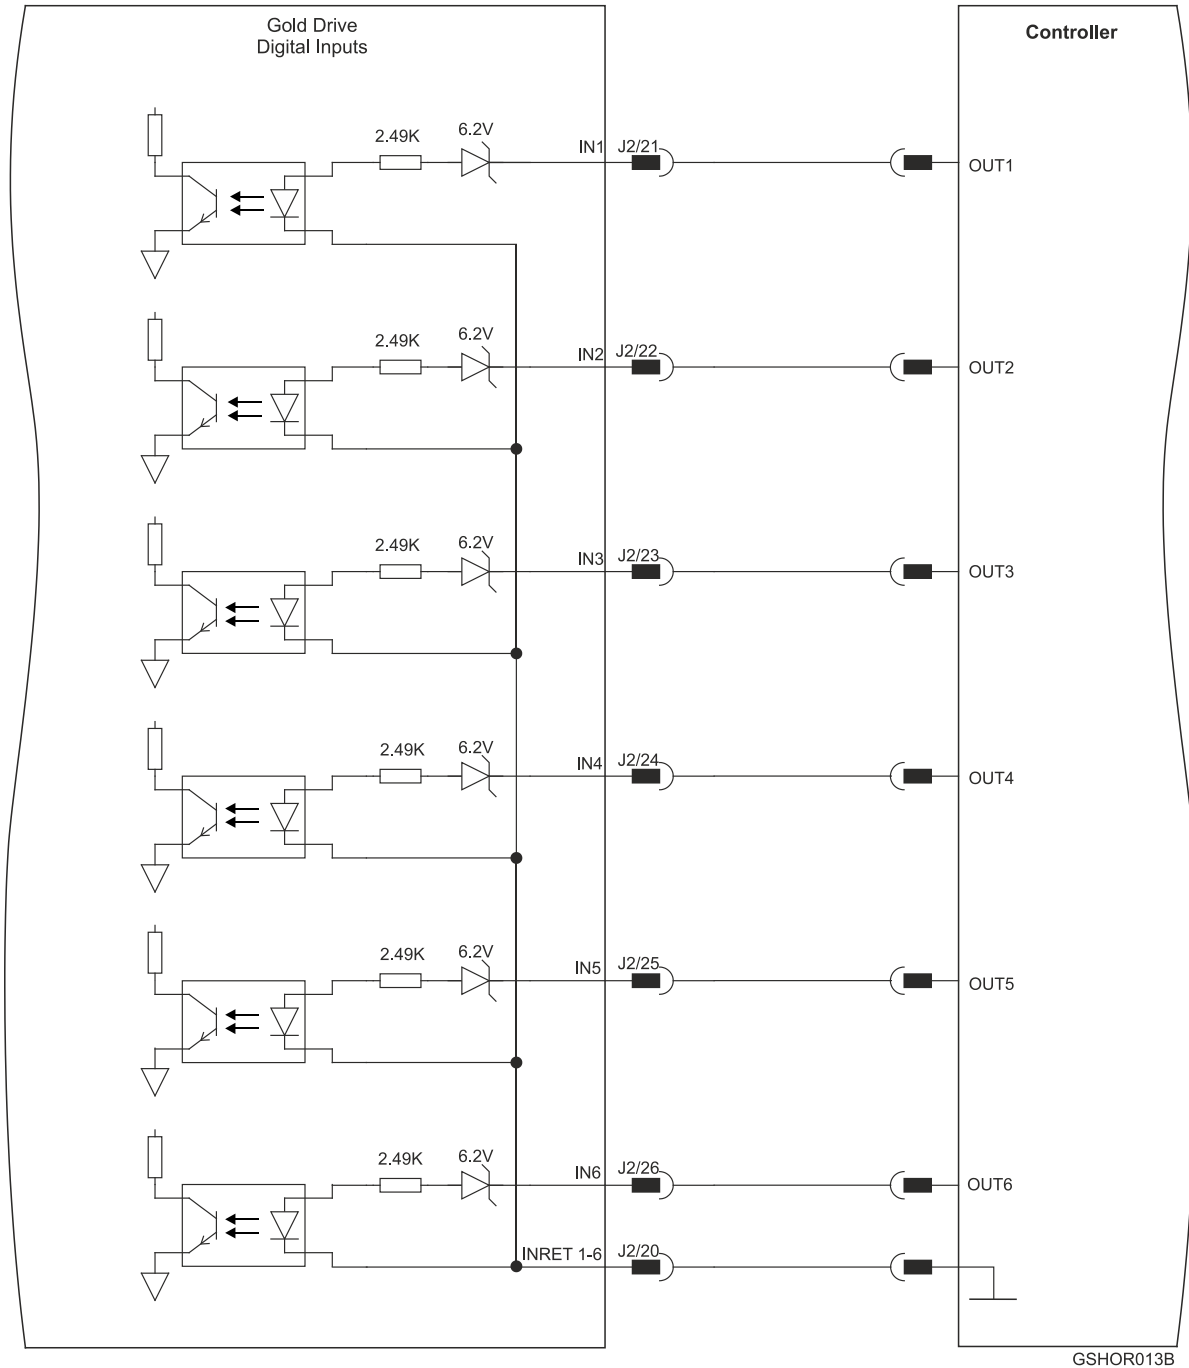 Gold Drive
Digital Inputs
Controller
2.49K
6.2V
IN1
J2/21
OUT1
2.49K
6.2V
IN2
J2/22
OUT2
2.49K
6.2V
IN3
J2/23
OUT3
2.49K
6.2V
IN4
J2/24
OUT4
2.49K
6.2V
IN5
J2/25
OUT5
2.49K
6.2V
IN6
J2/26
OUT6
INRET 1-6
J2/20
GSHOR013B